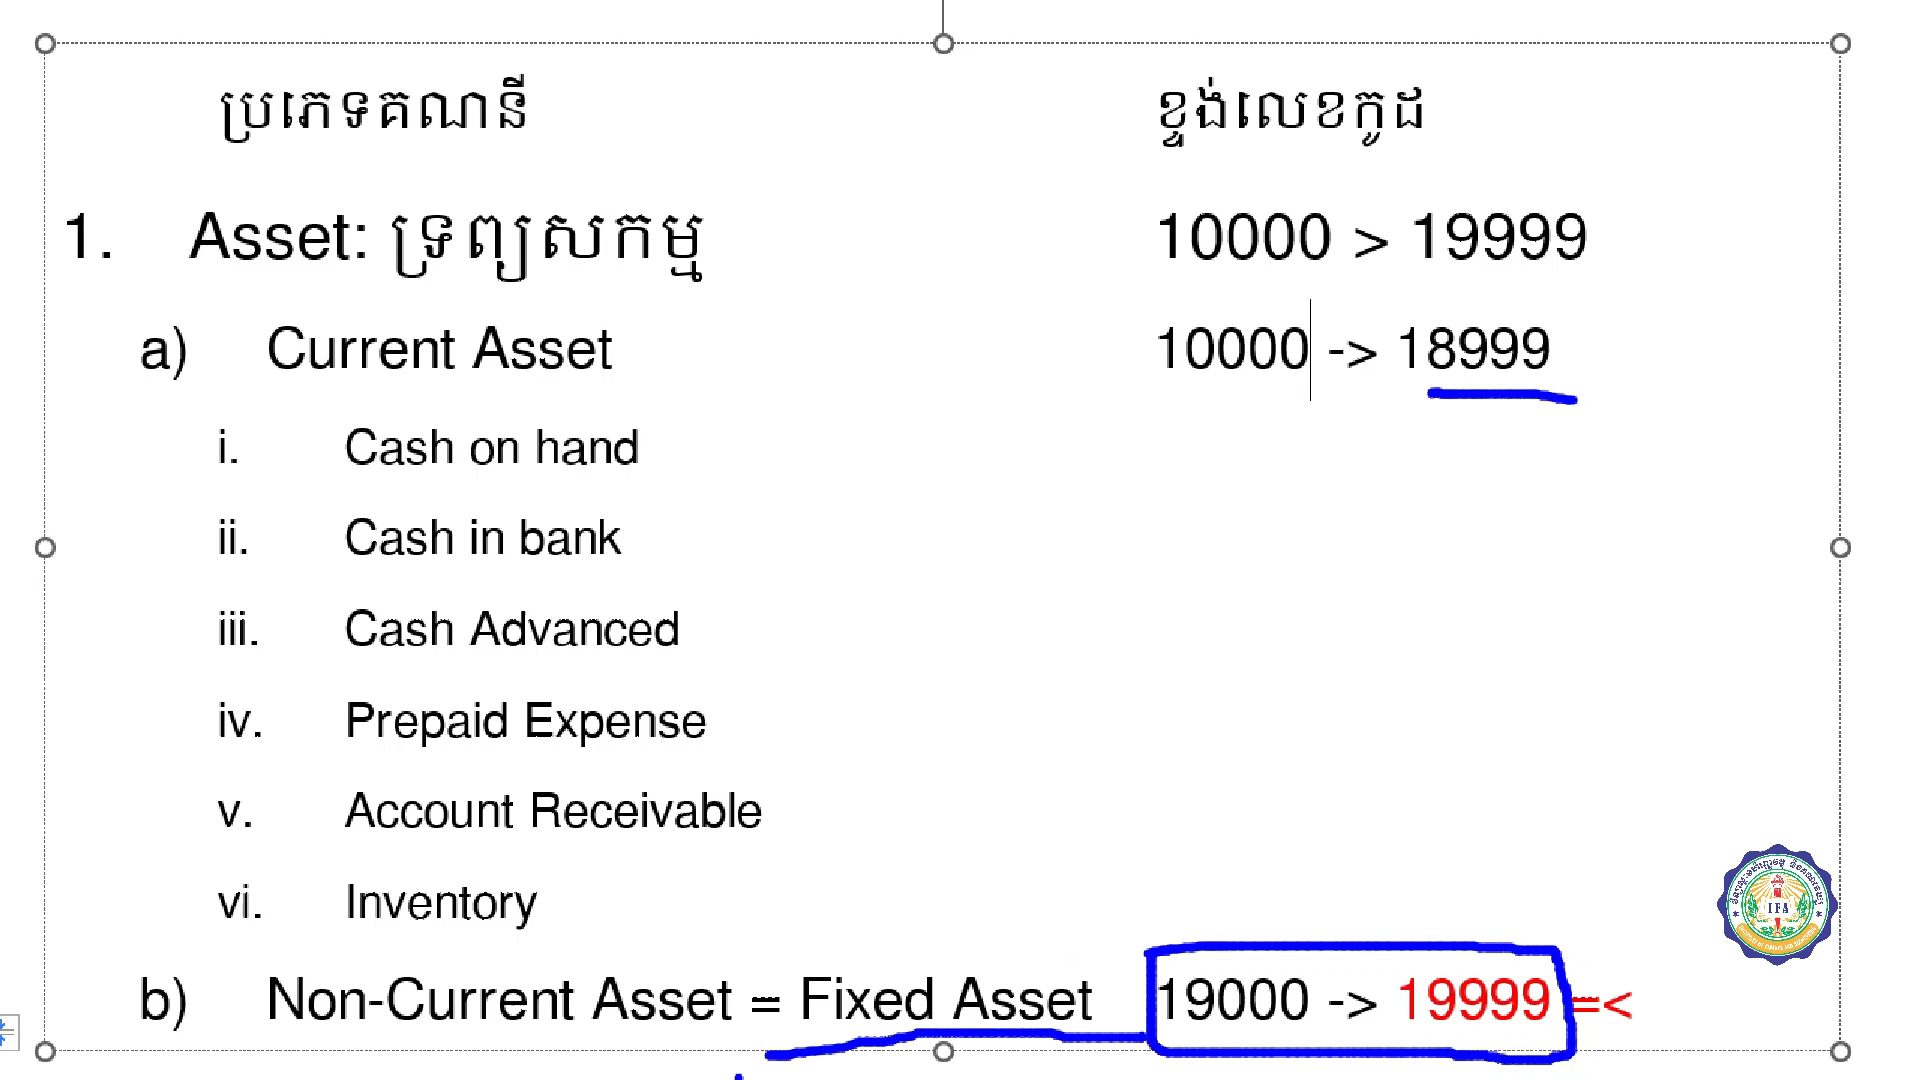 ប្រភេទគណនី ខ្ទង់លេខកូដ
1. Asset: ទ្រព្យសកម្ម 10000 > 19999
a) Current Asset 10000 -> 18999
i. Cash on hand
ii. Cash in bank
iii. Cash Advanced
iv. Prepaid Expense
v. Account Receivable
vi. Inventory
IFA
b) Non-Current Asset = Fixed Asset 19000 -> 19999 =<